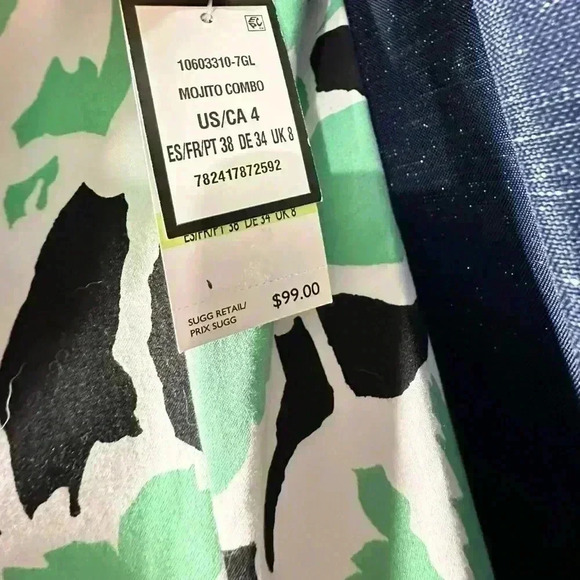 10603310-7GL
MOJITO COMBO
US/CA 4
ES/FR/PT 38 DE 34 UK 8
782417872592
ES/FR/PT 38 DE 34 UK 8
SUGG RETAIL/
PRIX SUGG
$99.00